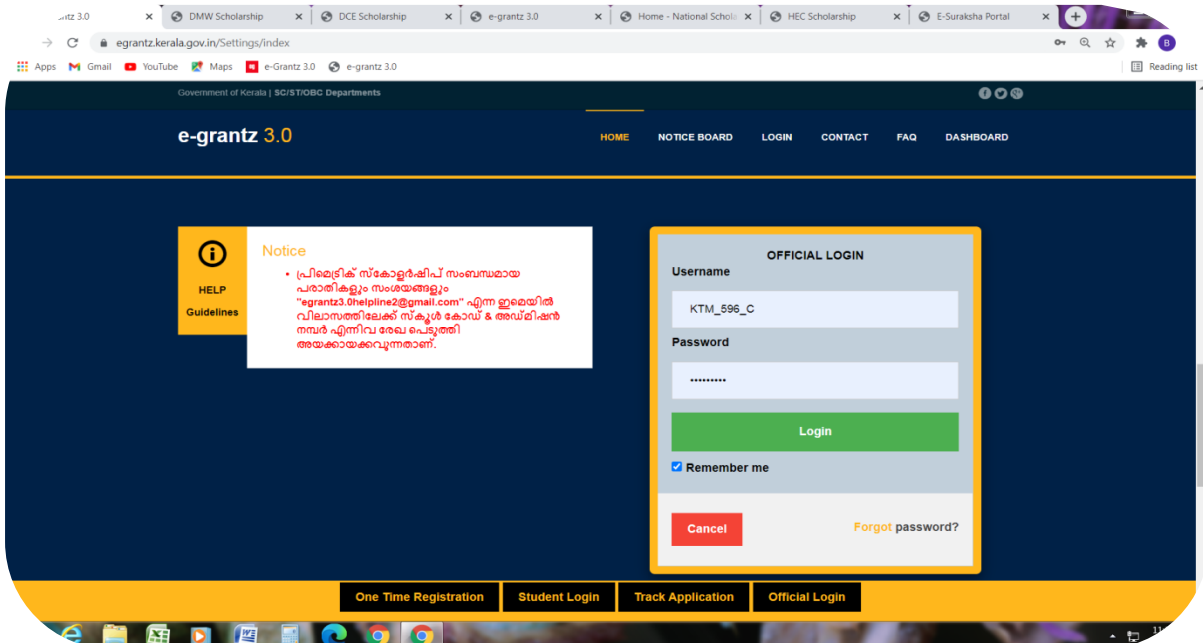 DMW Scholarship DCE Scholarship e-grantz 3.0 Home - National Schola HEC Scholarship E-Suraksha Portal
egrantz.kerala.gov.in/Settings/index
Apps Gmail YouTube Maps e-Grantz 3.0 e-grantz 3.0 Reading list
Government of Kerala | SC/ST/OBC Departments
e-grantz 3.0 HOME NOTICE BOARD LOGIN CONTACT FAQ DASHBOARD
HELP
Guidelines
Notice
• പ്രിമെട്രിക് സ്കോളർഷിപ് സംബന്ധമായ
പരാതികളും സംശയങ്ങളും
"egrantz3.0helpline2@gmail.com" എന്ന ഇമെയിൽ
വിലാസത്തിലേക്ക് സ്കൂൾ കോഡ് & അഡ്മിഷൻ
നമ്പർ എന്നിവ രേഖ പെടുത്തി
അയക്കായക്കവുന്നതാണ്.
OFFICIAL LOGIN
Username
KTM_596_C
Password
•••••••••
Login
Remember me
Cancel Forgot password?
One Time Registration Student Login Track Application Official Login